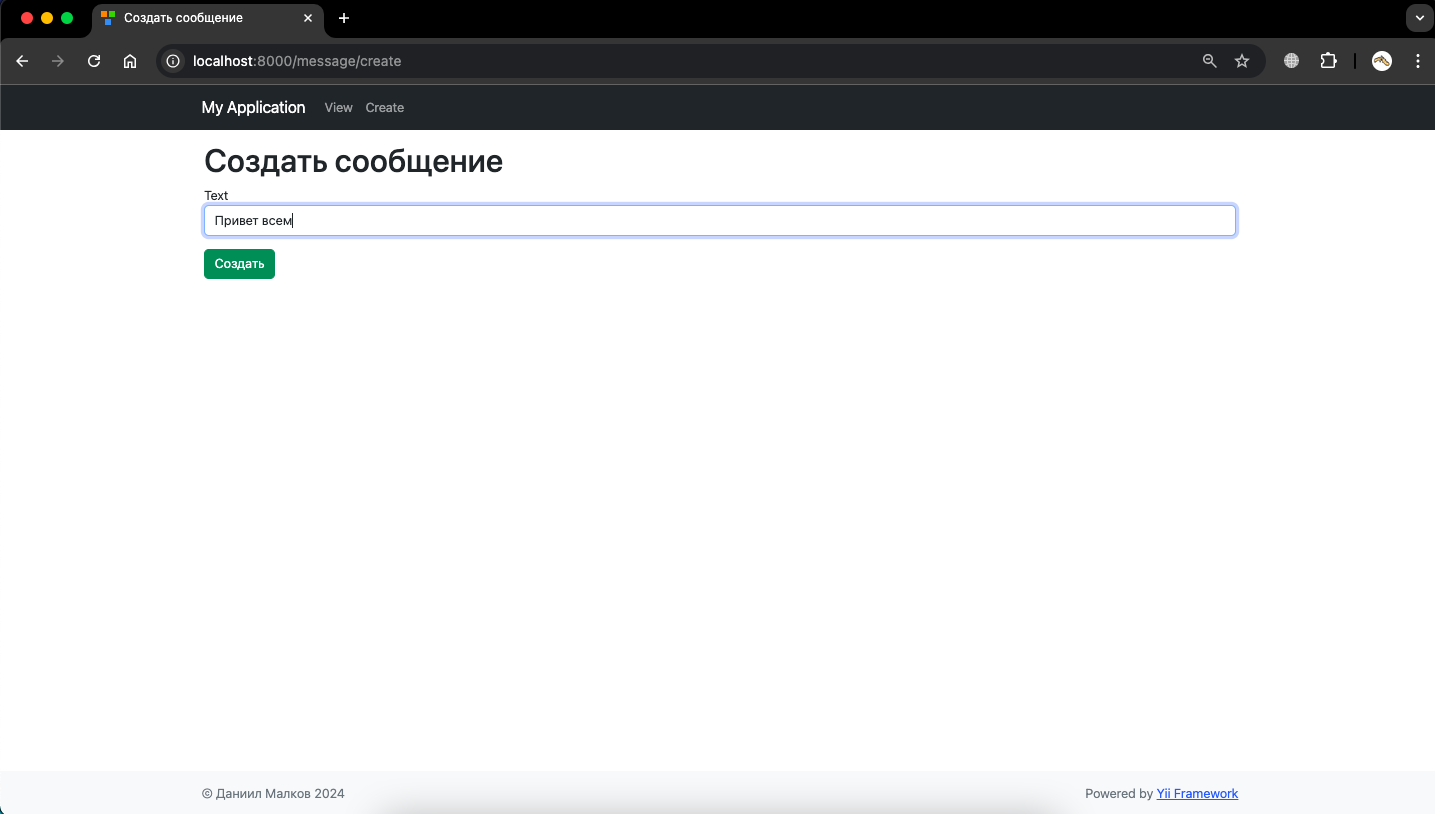 Создать сообщение
localhost:8000/message/create
My Application View Create
Создать сообщение
Text
Привет всем
Создать
© Даниил Малков 2024 Powered by Yii Framework